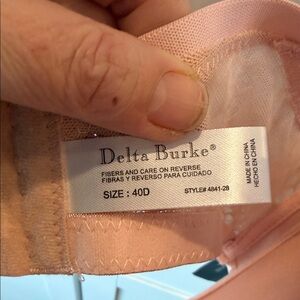 Delta Burke®
FIBERS AND CARE ON REVERSE
FIBRAS Y REVERSO PARA CUIDADO
SIZE : 40D
STYLE# 4841-28
MADE IN CHINA
HECHO EN CHINA